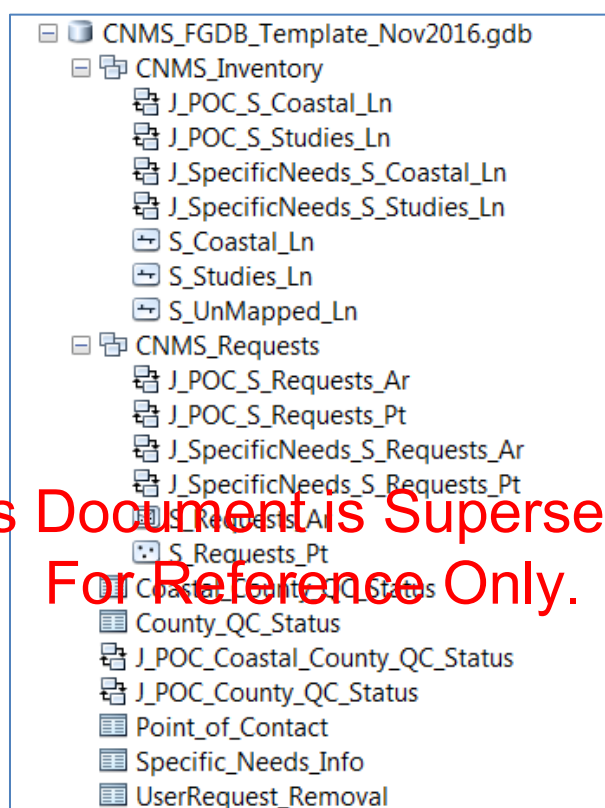 CNMS_FGDB_Template_Nov2016.gdb
CNMS_Inventory
J_POC_S_Coastal_Ln
J_POC_S_Studies_Ln
J_SpecificNeeds_S_Coastal_Ln
J_SpecificNeeds_S_Studies_Ln
S_Coastal_Ln
S_Studies_Ln
S_UnMapped_Ln
CNMS_Requests
J_POC_S_Requests_Ar
J_POC_S_Requests_Pt
J_SpecificNeeds_S_Requests_Ar
J_SpecificNeeds_S_Requests_Pt
s Document is Superse
S_Requests_Ar
S_Requests_Pt
For Reference Only.
Coastal_County_QC_Status
County_QC_Status
J_POC_Coastal_County_QC_Status
J_POC_County_QC_Status
Point_of_Contact
Specific_Needs_Info
UserRequest_Removal